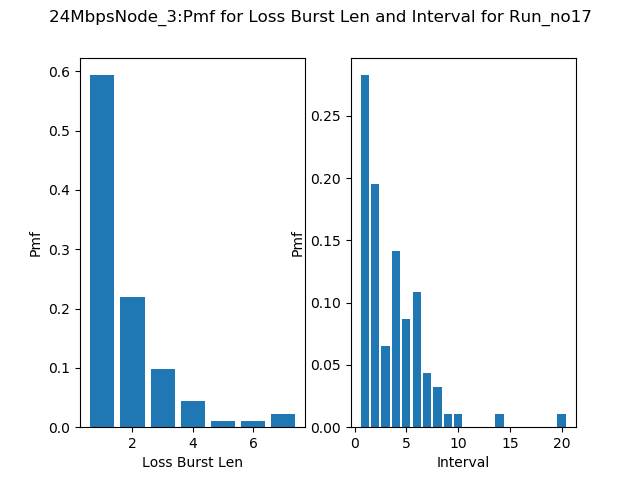 24MbpsNode_3:Pmf for Loss Burst Len and Interval for Run_no17
0.6
0.5
0.4
0.3
0.2
0.1
0.0
Pmf
2 4 6
Loss Burst Len
0.25
0.20
0.15
0.10
0.05
0.00
Pmf
0 5 10 15 20
Interval